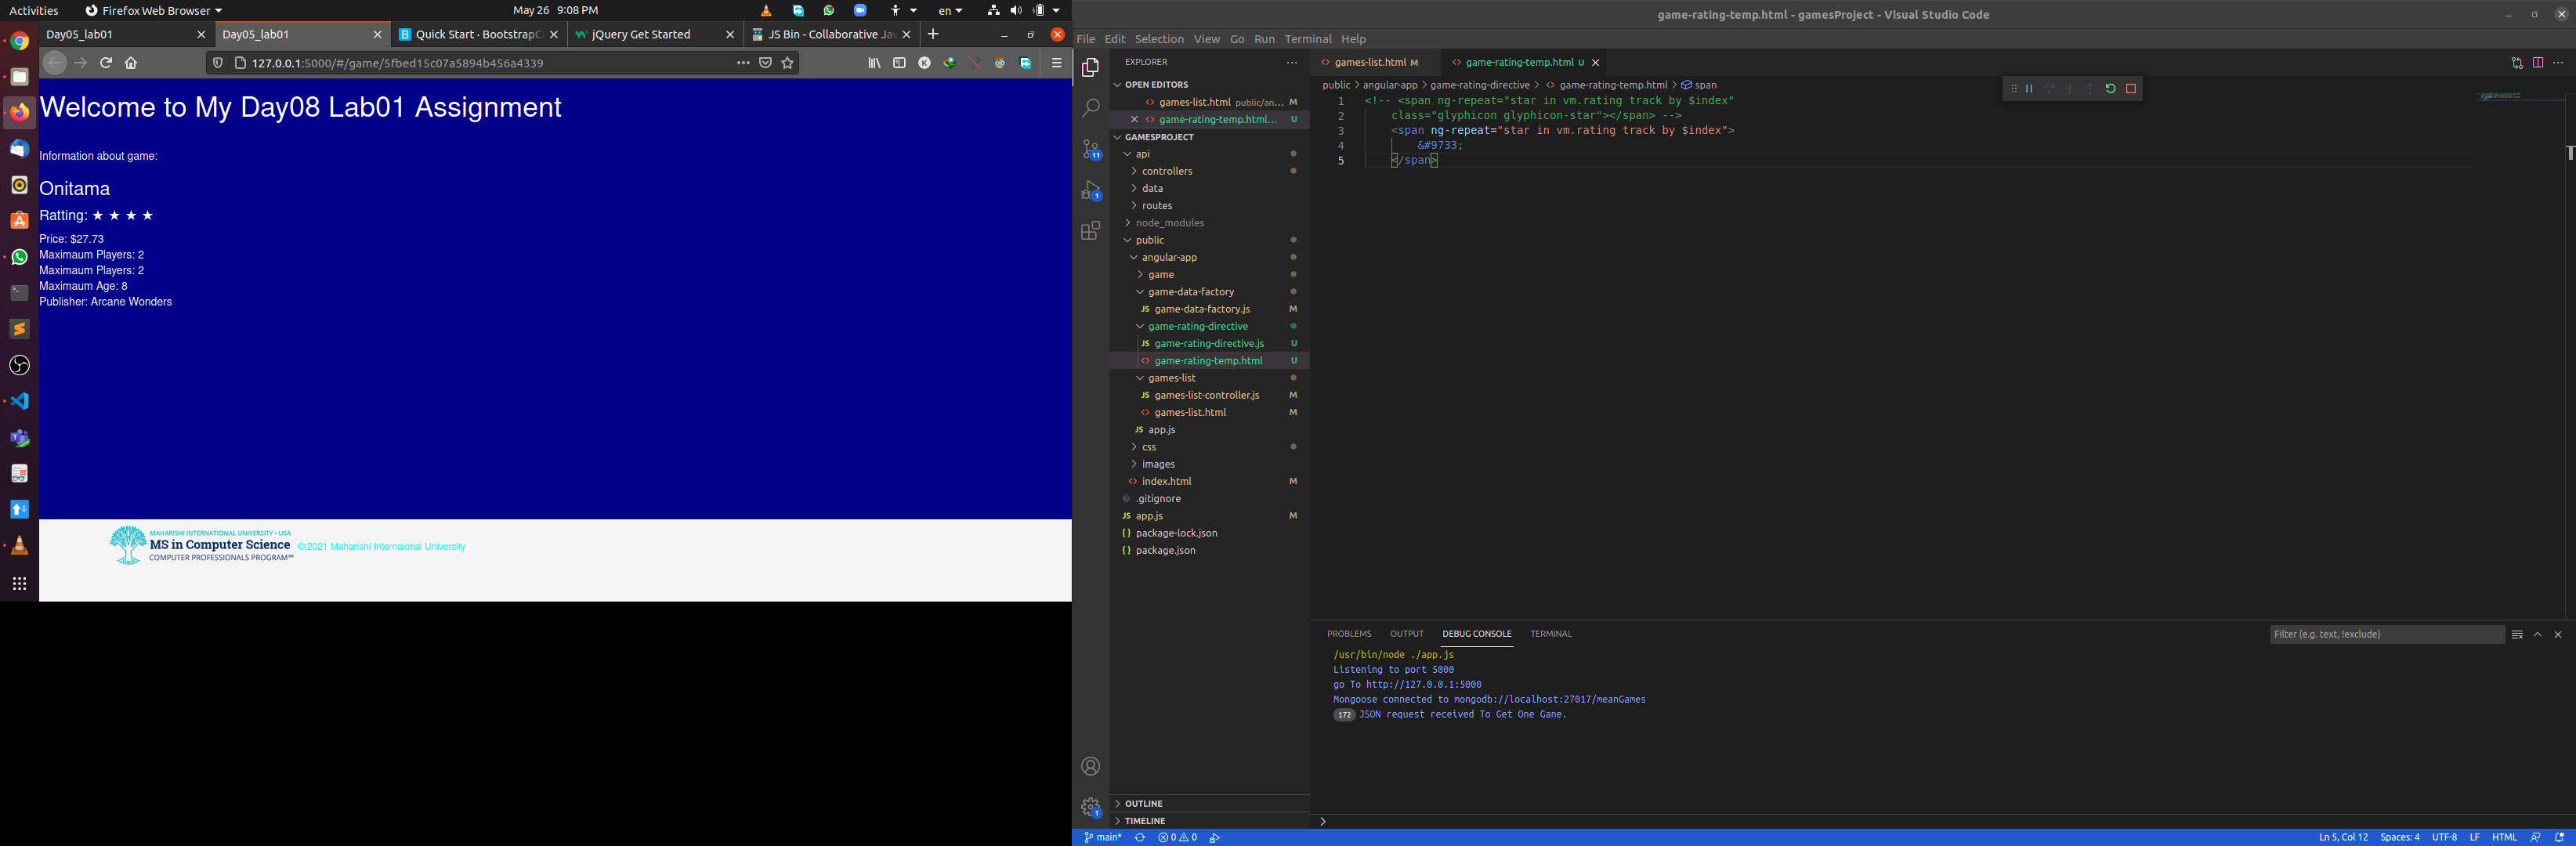 Activities
Firefox Web Browser
May 26 9:08 PM
en
Day05_lab01
Day05_lab01
Quick Start · BootstrapC
jQuery Get Started
JS Bin - Collaborative Jav
127.0.0.1:5000/#/game/5fbed15c07a5894b456a4339
Welcome to My Day08 Lab01 Assignment
Information about game:
Onitama
Ratting: ★ ★ ★ ★
Price: $27.73
Maximaum Players: 2
Maximaum Players: 2
Maximaum Age: 8
Publisher: Arcane Wonders
MAHARISHI INTERNATIONAL UNIVERSITY • USA
MS in Computer Science
COMPUTER PROFESSIONALS PROGRAM℠
©2021 Maharishi Internaional University
game-rating-temp.html - gamesProject - Visual Studio Code
File Edit Selection View Go Run Terminal Help
EXPLORER
OPEN EDITORS
games-list.html public/an... M
game-rating-temp.html... U
GAMESPROJECT
api
controllers
data
routes
node_modules
public
angular-app
game
game-data-factory
JS game-data-factory.js M
game-rating-directive
JS game-rating-directive.js U
game-rating-temp.html U
games-list
JS games-list-controller.js M
games-list.html M
JS app.js
css
images
index.html M
.gitignore
JS app.js M
{} package-lock.json
{} package.json
OUTLINE
TIMELINE
11
1
1
games-list.html M
game-rating-temp.html U
public > angular-app > game-rating-directive > game-rating-temp.html > span
1 <!-- <span ng-repeat="star in vm.rating track by $index"
2 class="glyphicon glyphicon-star"></span> -->
3 <span ng-repeat="star in vm.rating track by $index">
4 &#9733;
5 </span>
PROBLEMS OUTPUT DEBUG CONSOLE TERMINAL
Filter (e.g. text, !exclude)
/usr/bin/node ./app.js
Listening to port 5000
go To http://127.0.0.1:5000
Mongoose connected to mongodb://localhost:27017/meanGames
172 JSON request received To Get One Gane.
main*
0 0
Ln 5, Col 12 Spaces: 4 UTF-8 LF HTML